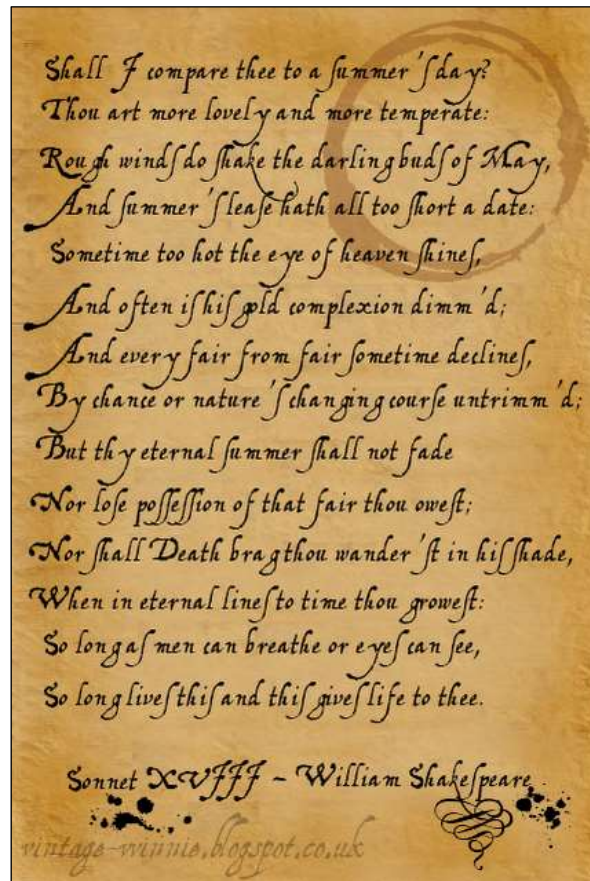 Shall I compare thee to a summer's day?
Thou art more lovely and more temperate:
Rough winds do shake the darling buds of May,
And summer's lease hath all too short a date:
Sometime too hot the eye of heaven shines,
And often is his gold complexion dimm'd;
And every fair from fair sometime declines,
By chance or nature's changing course untrimm'd;
But thy eternal summer shall not fade
Nor lose possession of that fair thou owest;
Nor shall Death brag thou wander'st in his shade,
When in eternal lines to time thou growest:
So long as men can breathe or eyes can see,
So long lives this and this gives life to thee.
Sonnet XVIII - William Shakespeare
vintage-winnie.blogspot.co.uk